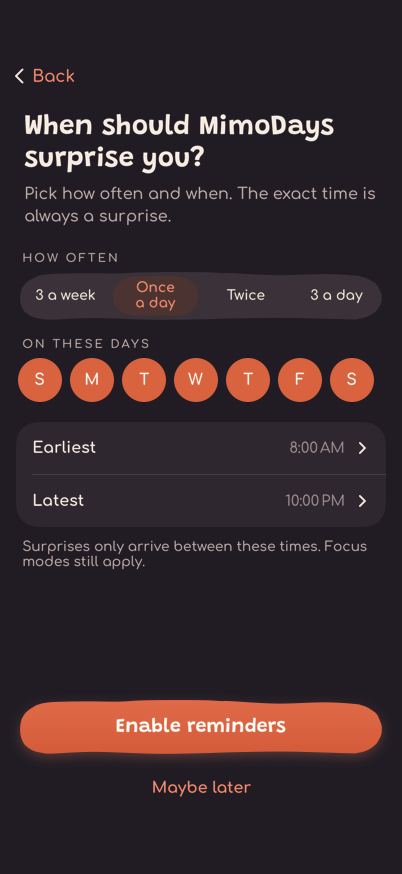 Back
When should MimoDays
surprise you?
Pick how often and when. The exact time is
always a surprise.
HOW OFTEN
3 a week Once a day Twice 3 a day
ON THESE DAYS
S M T W T F S
Earliest 8:00 AM
Latest 10:00 PM
Surprises only arrive between these times. Focus
modes still apply.
Enable reminders
Maybe later